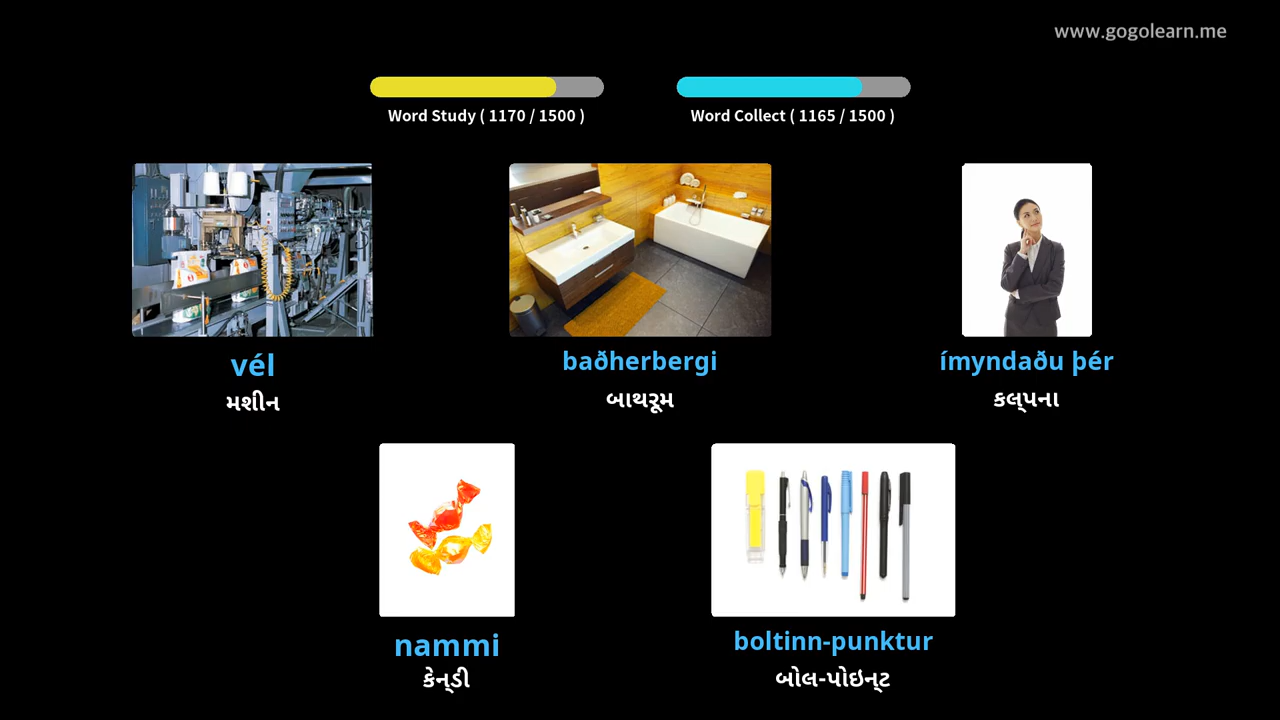 www.gogolearn.me
Word Study ( 1170 / 1500 )
Word Collect ( 1165 / 1500 )
vél
મશીન
baðherbergi
બાથરૂમ
ímyndaðu þér
કલ્પના
nammi
કેન્ડી
boltinn-punktur
બોલ-પોઇન્ટ